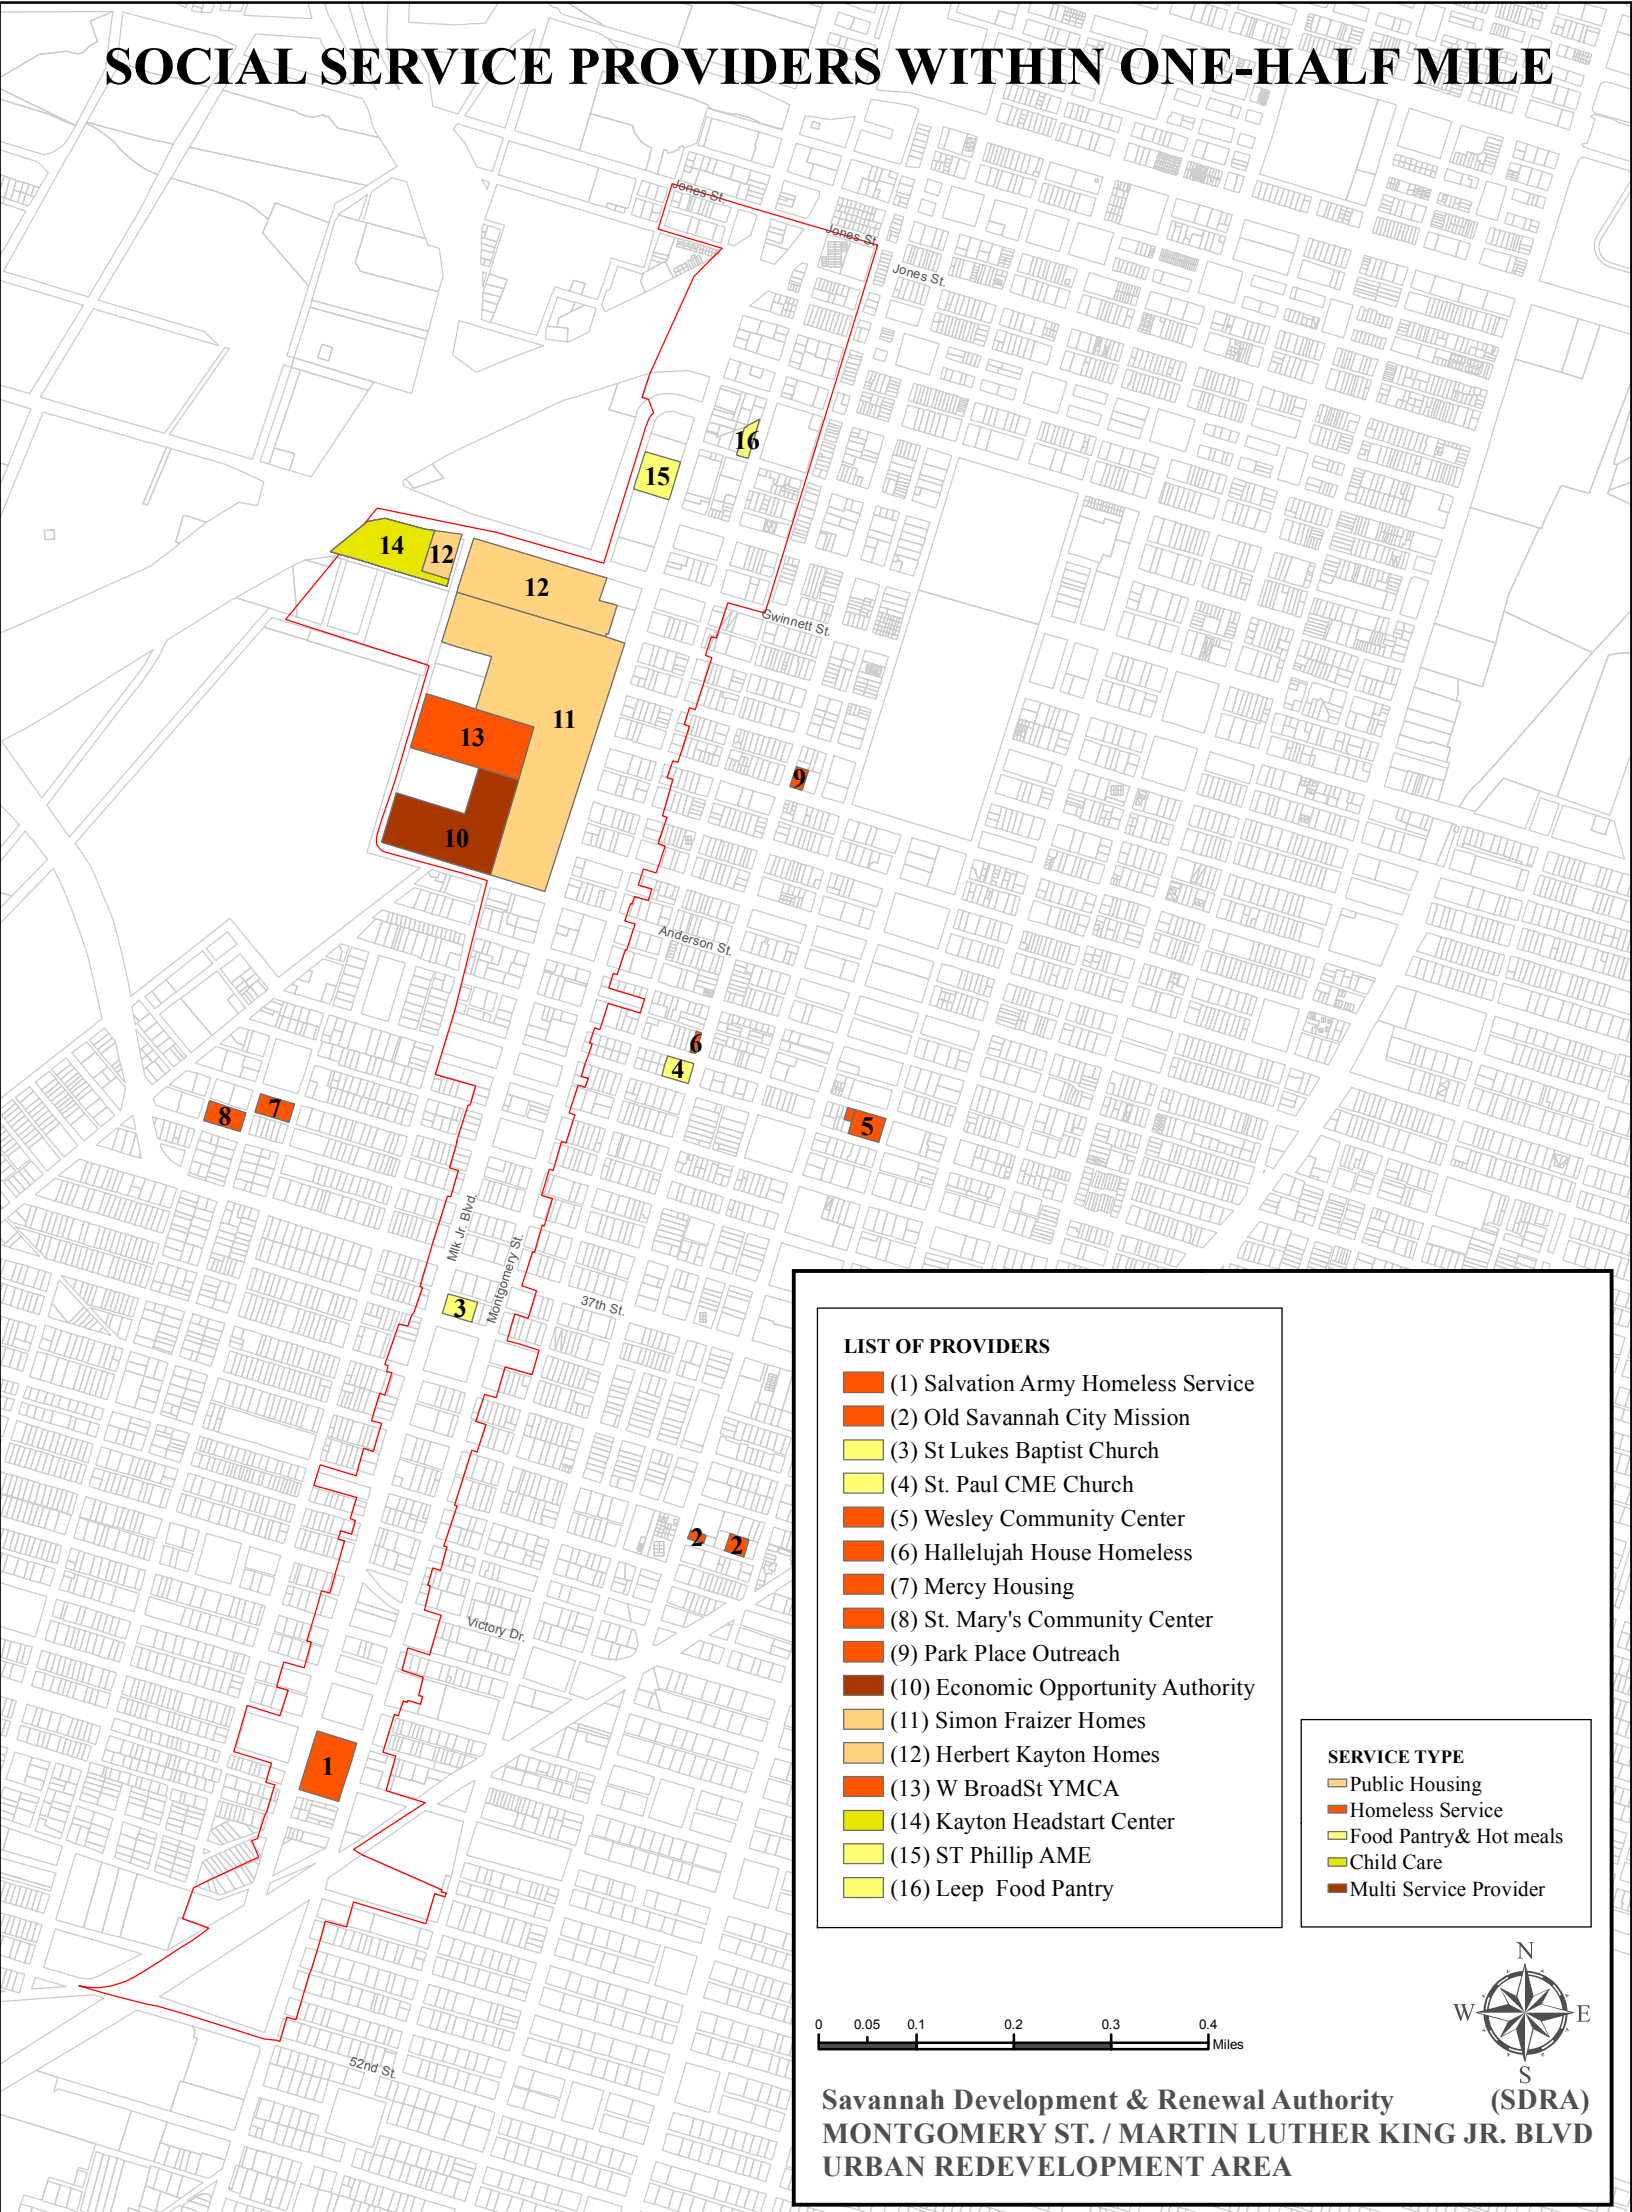 SOCIAL SERVICE PROVIDERS WITHIN ONE-HALF MILE
Jones St.
Jones St.
Jones St.
16
15
14
12
12
Gwinnett St.
11
13
9
10
Anderson St.
6
4
8
7
5
Mlk Jr. Blvd.
Montgomery St.
3
37th St.
2
2
Victory Dr.
1
52nd St.
LIST OF PROVIDERS
(1) Salvation Army Homeless Service
(2) Old Savannah City Mission
(3) St Lukes Baptist Church
(4) St. Paul CME Church
(5) Wesley Community Center
(6) Hallelujah House Homeless
(7) Mercy Housing
(8) St. Mary's Community Center
(9) Park Place Outreach
(10) Economic Opportunity Authority
(11) Simon Fraizer Homes
(12) Herbert Kayton Homes
(13) W BroadSt YMCA
(14) Kayton Headstart Center
(15) ST Phillip AME
(16) Leep Food Pantry
SERVICE TYPE
Public Housing
Homeless Service
Food Pantry& Hot meals
Child Care
Multi Service Provider
N
W E
S
0 0.05 0.1 0.2 0.3 0.4
Miles
Savannah Development & Renewal Authority (SDRA)
MONTGOMERY ST. / MARTIN LUTHER KING JR. BLVD
URBAN REDEVELOPMENT AREA